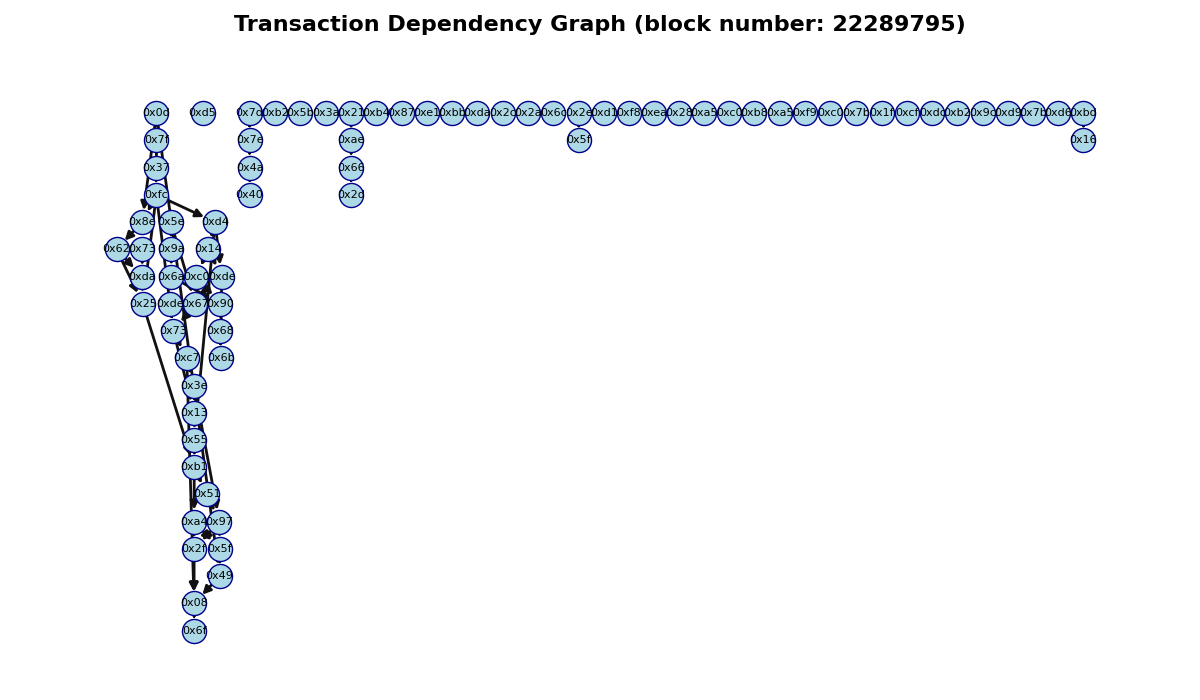 Transaction Dependency Graph (block number: 22289795)
0x0d 0xd5 0x7d 0xb2 0x5b 0x3a 0x21 0xb4 0x87 0xe1 0xbb 0xda 0x2c 0x2a 0x6c 0x2e 0xd1 0xf8 0xea 0x28 0xa5 0xc0 0xb8 0xa5 0xf9 0xc0 0x7b 0x1f 0xcf 0xdc 0xb2 0x9c 0xd9 0x7b 0xd6 0xbd
0x7f 0x7e 0xae 0x5f 0x16
0x37 0x4a 0x66
0xfc 0x40 0x2d
0x8e 0x5e 0xd4
0x62 0x73 0x9a 0x14
0xda 0x6a 0xc0 0xde
0x25 0xde 0x67 0x90
0x73 0x68
0xc7 0x6b
0x3e
0x13
0x55
0xb1
0x51
0xa4 0x97
0x2f 0x5f
0x49
0x08
0x6f